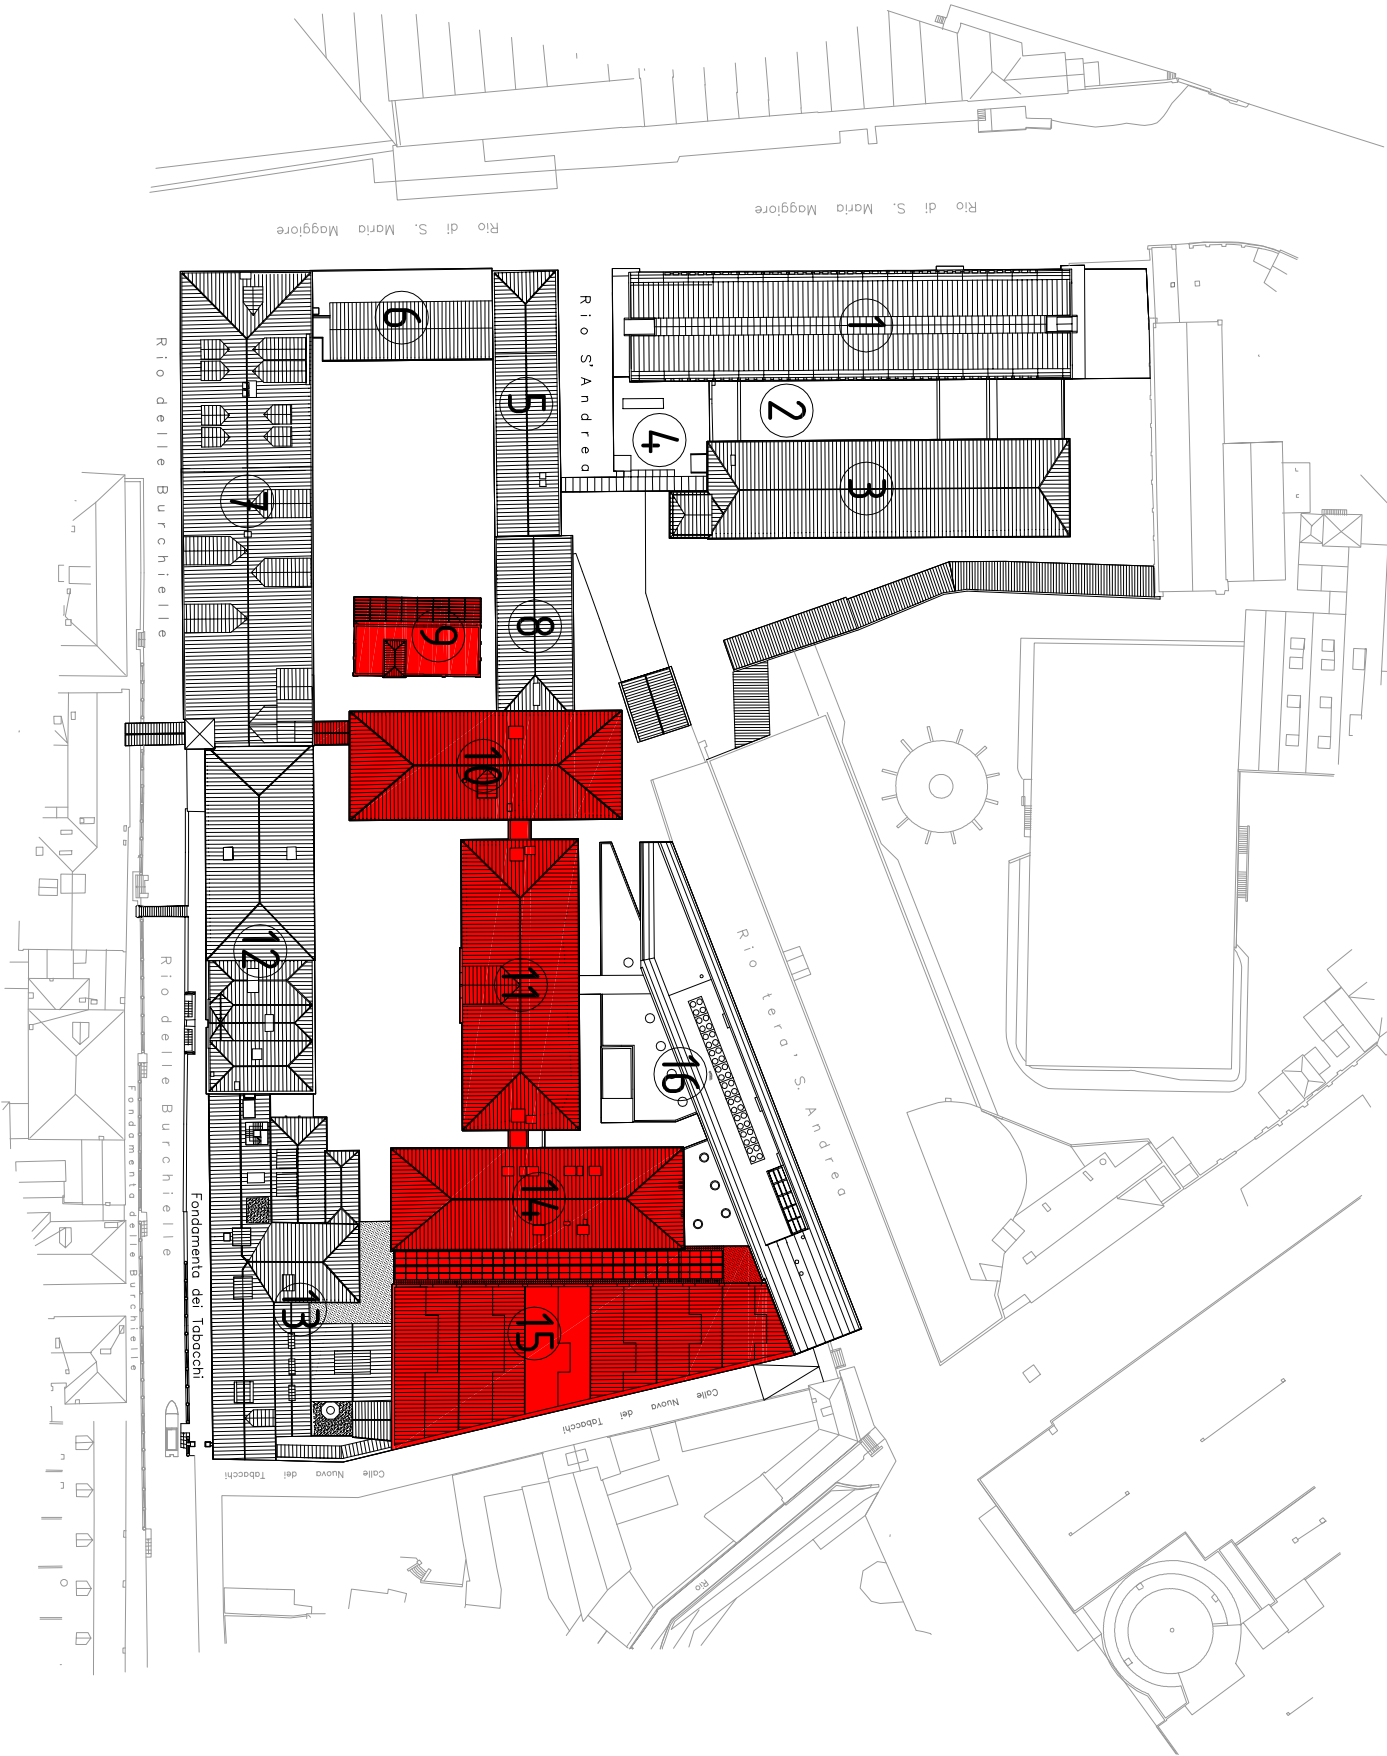 Rio di S. Maria Maggiore
Rio di S. Maria Maggiore
1
2
3
4
5
6
7
8
9
10
11
12
13
14
15
16
Rio S' Andrea
Rio delle Burchielle
Rio delle Burchielle
Fondamenta delle Burchielle
Fondamenta dei Tabacchi
Rio tera' S. Andrea
Calle Nuova dei Tabacchi
Calle Nuova dei Tabacchi
Rio